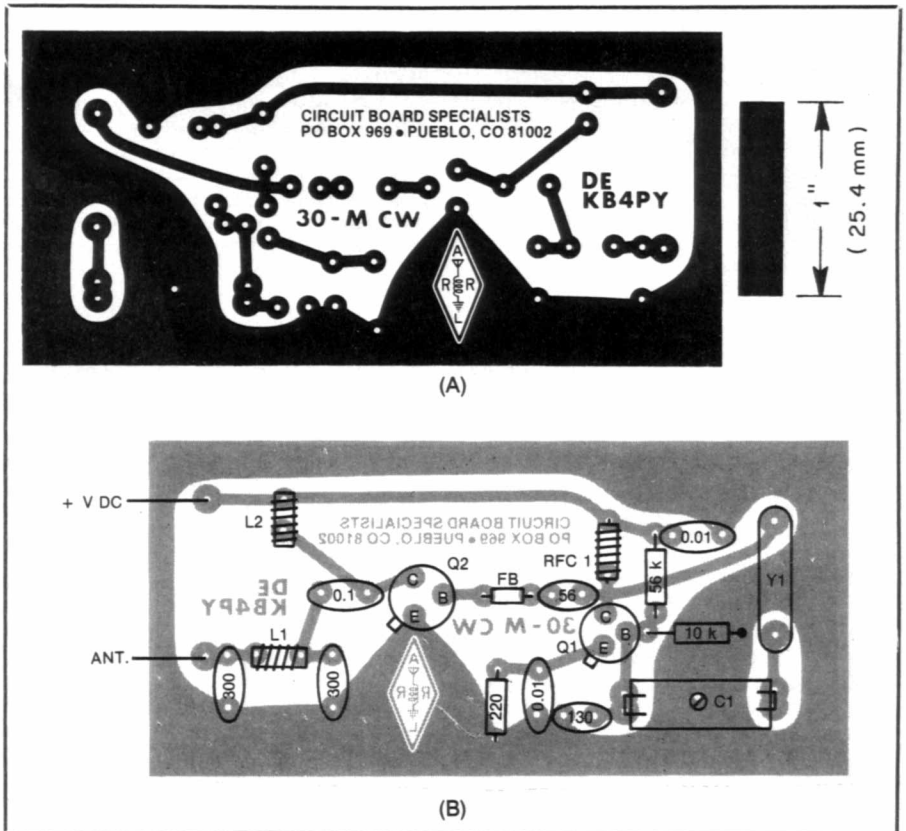 CIRCUIT BOARD SPECIALISTS
PO BOX 969 • PUEBLO, CO 81002
DE
KB4PY
30-M CW
A
R R
L
1"
(25.4 mm)
(A)
+ V DC
L2
CIRCUIT BOARD SPECIALISTS
PO BOX 969 • PUEBLO, CO 81002
RFC 1
0.01
56 k
Y1
Q2
C
B
E
FB
56
0.1
DE
KB4PY
30-M CW
C
B
E
Q1
10 k
L1
ANT.
300
300
A
R R
L
220
0.01
130
C1
(B)